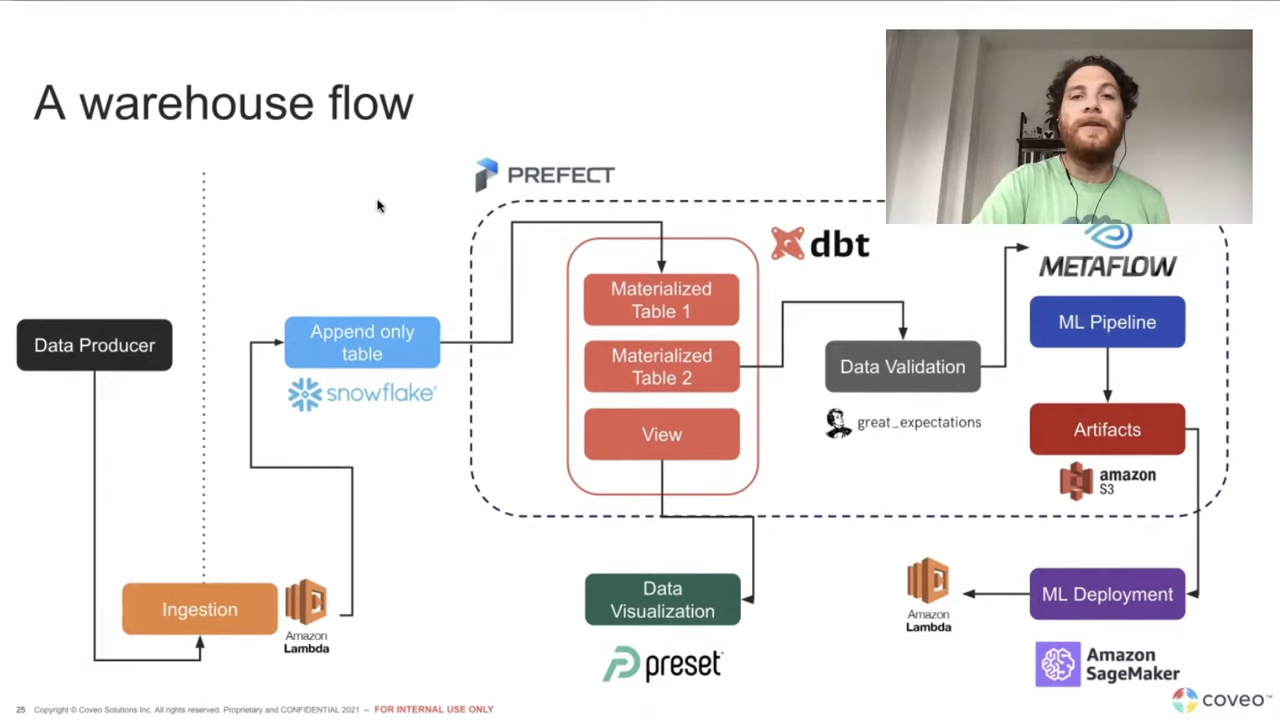 A warehouse flow
PREFECT
dbt
METAFLOW
Materialized
Table 1
Data Producer
Append only
table
snowflake
Materialized
Table 2
Data Validation
great_expectations
ML Pipeline
View
Artifacts
amazon
S3
Ingestion
Amazon
Lambda
Data
Visualization
preset
Amazon
Lambda
ML Deployment
Amazon
SageMaker
25 Copyright © Coveo Solutions Inc. All rights reserved. Proprietary and CONFIDENTIAL 2021 – FOR INTERNAL USE ONLY
coveo™